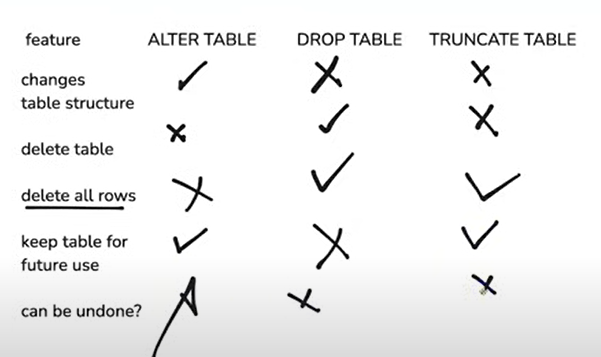 feature ALTER TABLE DROP TABLE TRUNCATE TABLE
changes ✓ ✗ ✗
table structure
delete table ✗ ✓ ✗
delete all rows ✗ ✓ ✓
keep table for ✓ ✗ ✓
future use
can be undone? ✗ ✗